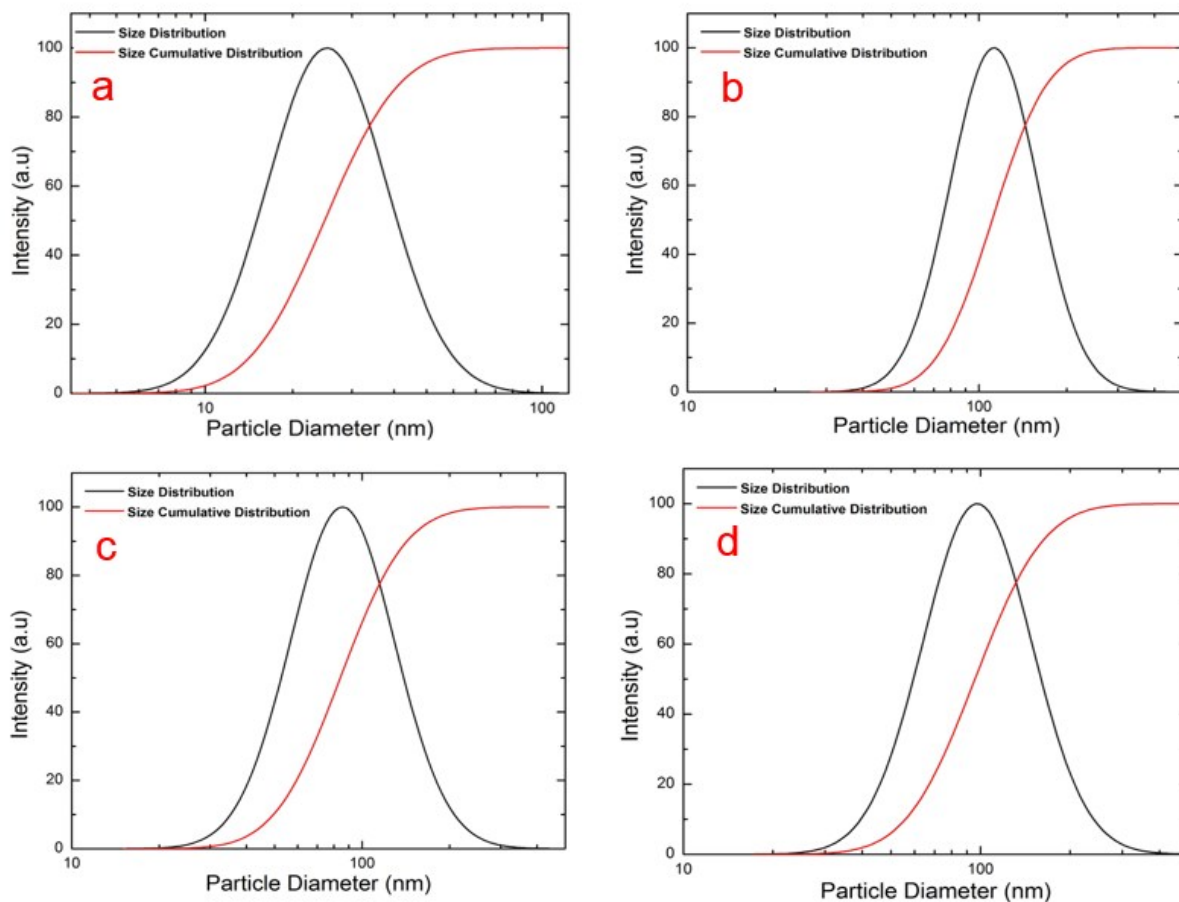 Size Distribution
Size Cumulative Distribution
a
100
80
60
40
20
0
Intensity (a.u)
10
100
Particle Diameter (nm)
Size Distribution
Size Cumulative Distribution
b
100
80
60
40
20
0
Intensity (a.u)
10
100
Particle Diameter (nm)
Size Distribution
Size Cumulative Distribution
c
100
80
60
40
20
0
Intensity (a.u)
10
100
Particle Diameter (nm)
Size Distribution
Size Cumulative Distribution
d
100
80
60
40
20
0
Intensity (a.u)
10
100
Particle Diameter (nm)